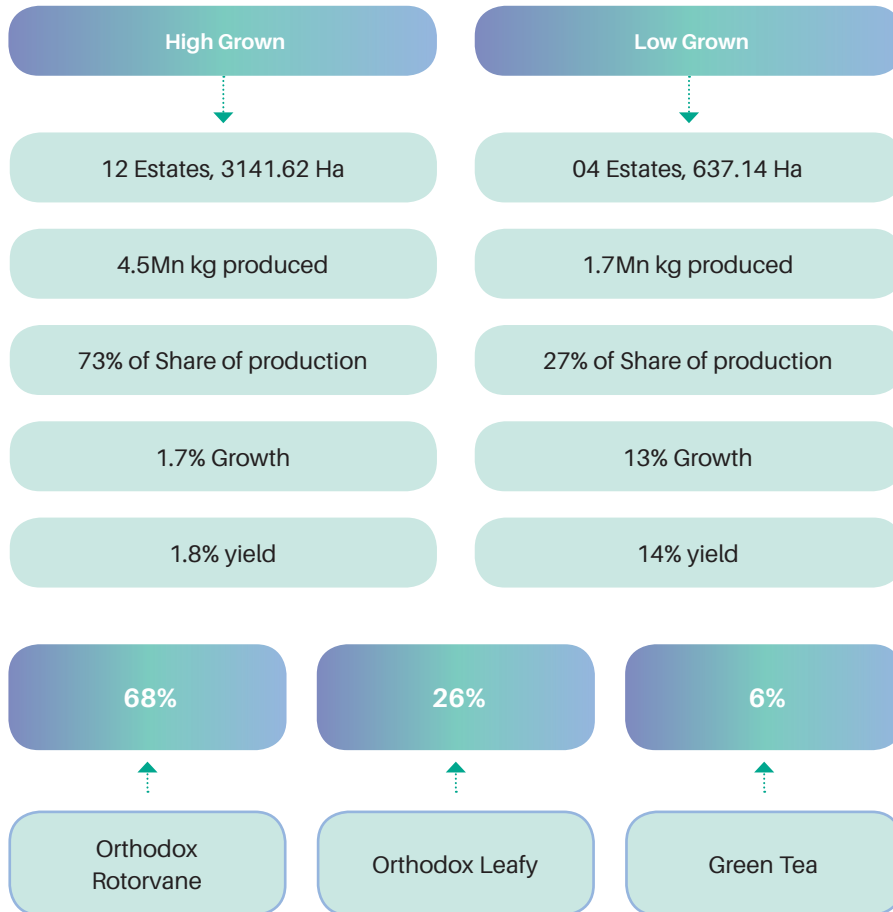 High Grown
Low Grown
12 Estates, 3141.62 Ha
04 Estates, 637.14 Ha
4.5Mn kg produced
1.7Mn kg produced
73% of Share of production
27% of Share of production
1.7% Growth
13% Growth
1.8% yield
14% yield
68%
26%
6%
Orthodox
Rotorvane
Orthodox Leafy
Green Tea